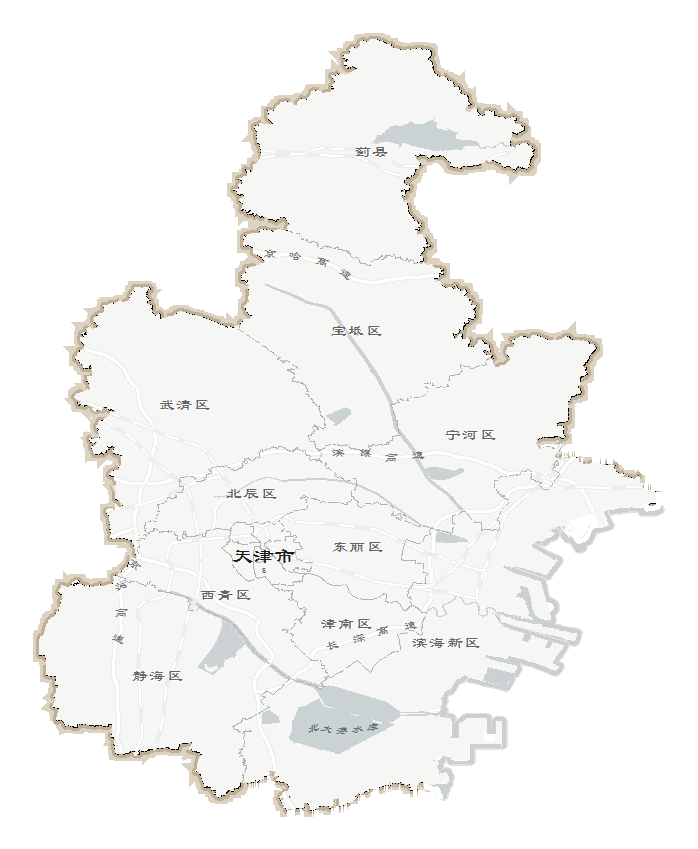 蓟县
京哈高速
宝坻区
武清区
宁河区
滨保高速
北辰区
东丽区
天津市
西青区
京沪高速
津南区
长深高速
滨海新区
静海区
北大港水库